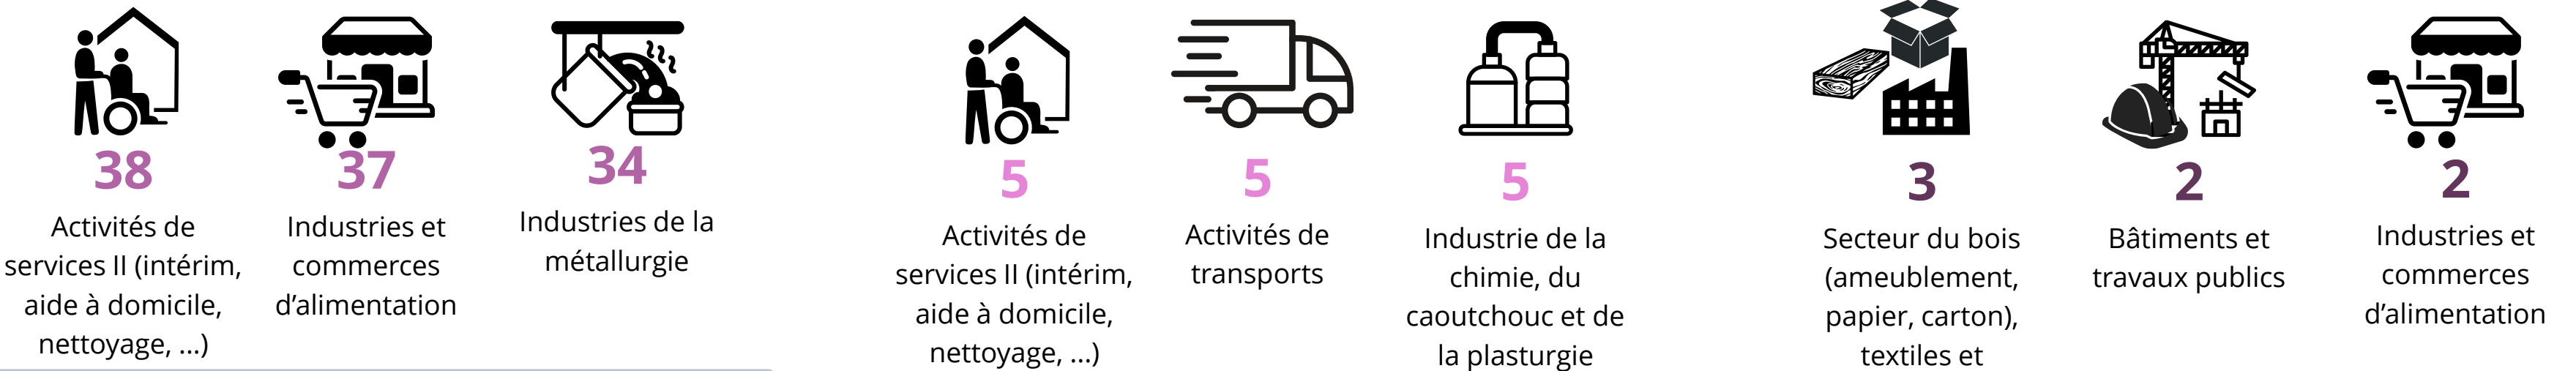 38
Activités de
services II (intérim,
aide à domicile,
nettoyage, ...)
37
Industries et
commerces
d’alimentation
34
Industries de la
métallurgie
5
Activités de
services II (intérim,
aide à domicile,
nettoyage, ...)
5
Activités de
transports
5
Industrie de la
chimie, du
caoutchouc et de
la plasturgie
3
Secteur du bois
(ameublement,
papier, carton),
textiles et
2
Bâtiments et
travaux publics
2
Industries et
commerces
d’alimentation